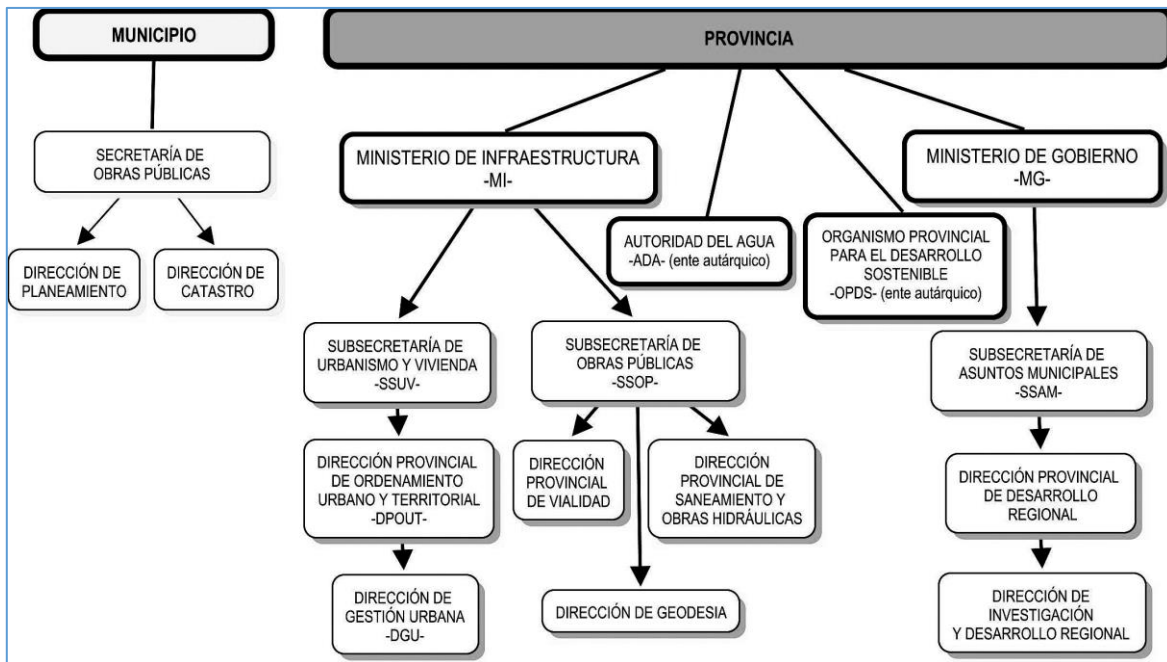 MUNICIPIO
SECRETARÍA DE
OBRAS PÚBLICAS
DIRECCIÓN DE
PLANEAMIENTO
DIRECCIÓN DE
CATASTRO
PROVINCIA
MINISTERIO DE INFRAESTRUCTURA
-MI-
AUTORIDAD DEL AGUA
-ADA- (ente autárquico)
ORGANISMO PROVINCIAL
PARA EL DESARROLLO
SOSTENIBLE
-OPDS- (ente autárquico)
MINISTERIO DE GOBIERNO
-MG-
SUBSECRETARÍA DE
URBANISMO Y VIVIENDA
-SSUV-
SUBSECRETARÍA DE
OBRAS PÚBLICAS
-SSOP-
SUBSECRETARÍA DE
ASUNTOS MUNICIPALES
-SSAM-
DIRECCIÓN PROVINCIAL
DE ORDENAMIENTO
URBANO Y TERRITORIAL
-DPOUT-
DIRECCIÓN
PROVINCIAL
DE VIALIDAD
DIRECCIÓN
PROVINCIAL DE
SANEAMIENTO Y
OBRAS HIDRÁULICAS
DIRECCIÓN PROVINCIAL
DE DESARROLLO
REGIONAL
DIRECCIÓN DE
GESTIÓN URBANA
-DGU-
DIRECCIÓN DE GEODESIA
DIRECCIÓN DE
INVESTIGACIÓN
Y DESARROLLO REGIONAL